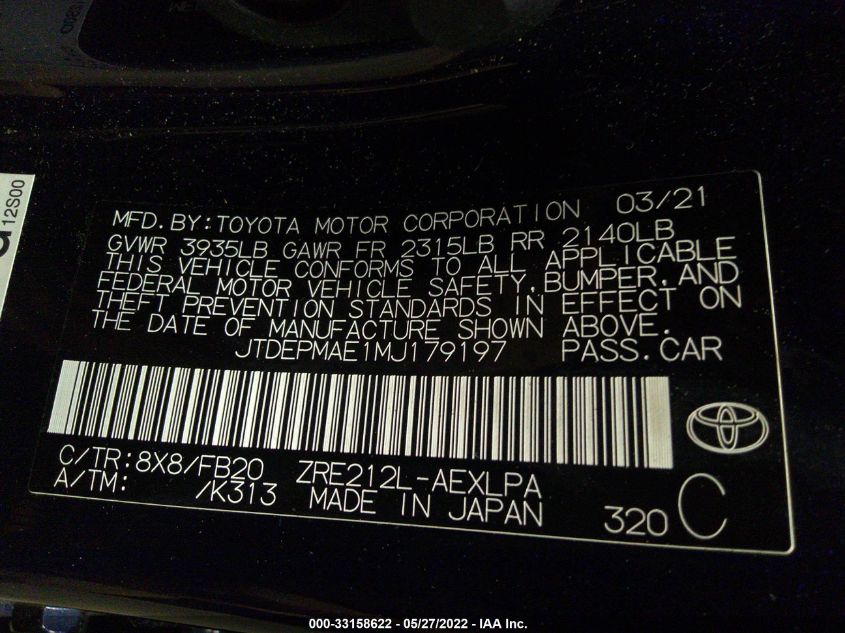 12S00
MFD.BY:TOYOTA MOTOR CORPORATION 03/21
GVWR 3935LB GAWR FR 2315LB RR 2140LB
THIS VEHICLE CONFORMS TO ALL APPLICABLE
FEDERAL MOTOR VEHICLE SAFETY,BUMPER,AND
THEFT PREVENTION STANDARDS IN EFFECT ON
THE DATE OF MANUFACTURE SHOWN ABOVE.
JTDEPMAE1MJ179197 PASS.CAR
C/TR:8X8/FB20 ZRE212L-AEXLPA
A/TM: /K313 MADE IN JAPAN 320 C
000-33158622 - 05/27/2022 - IAA Inc.